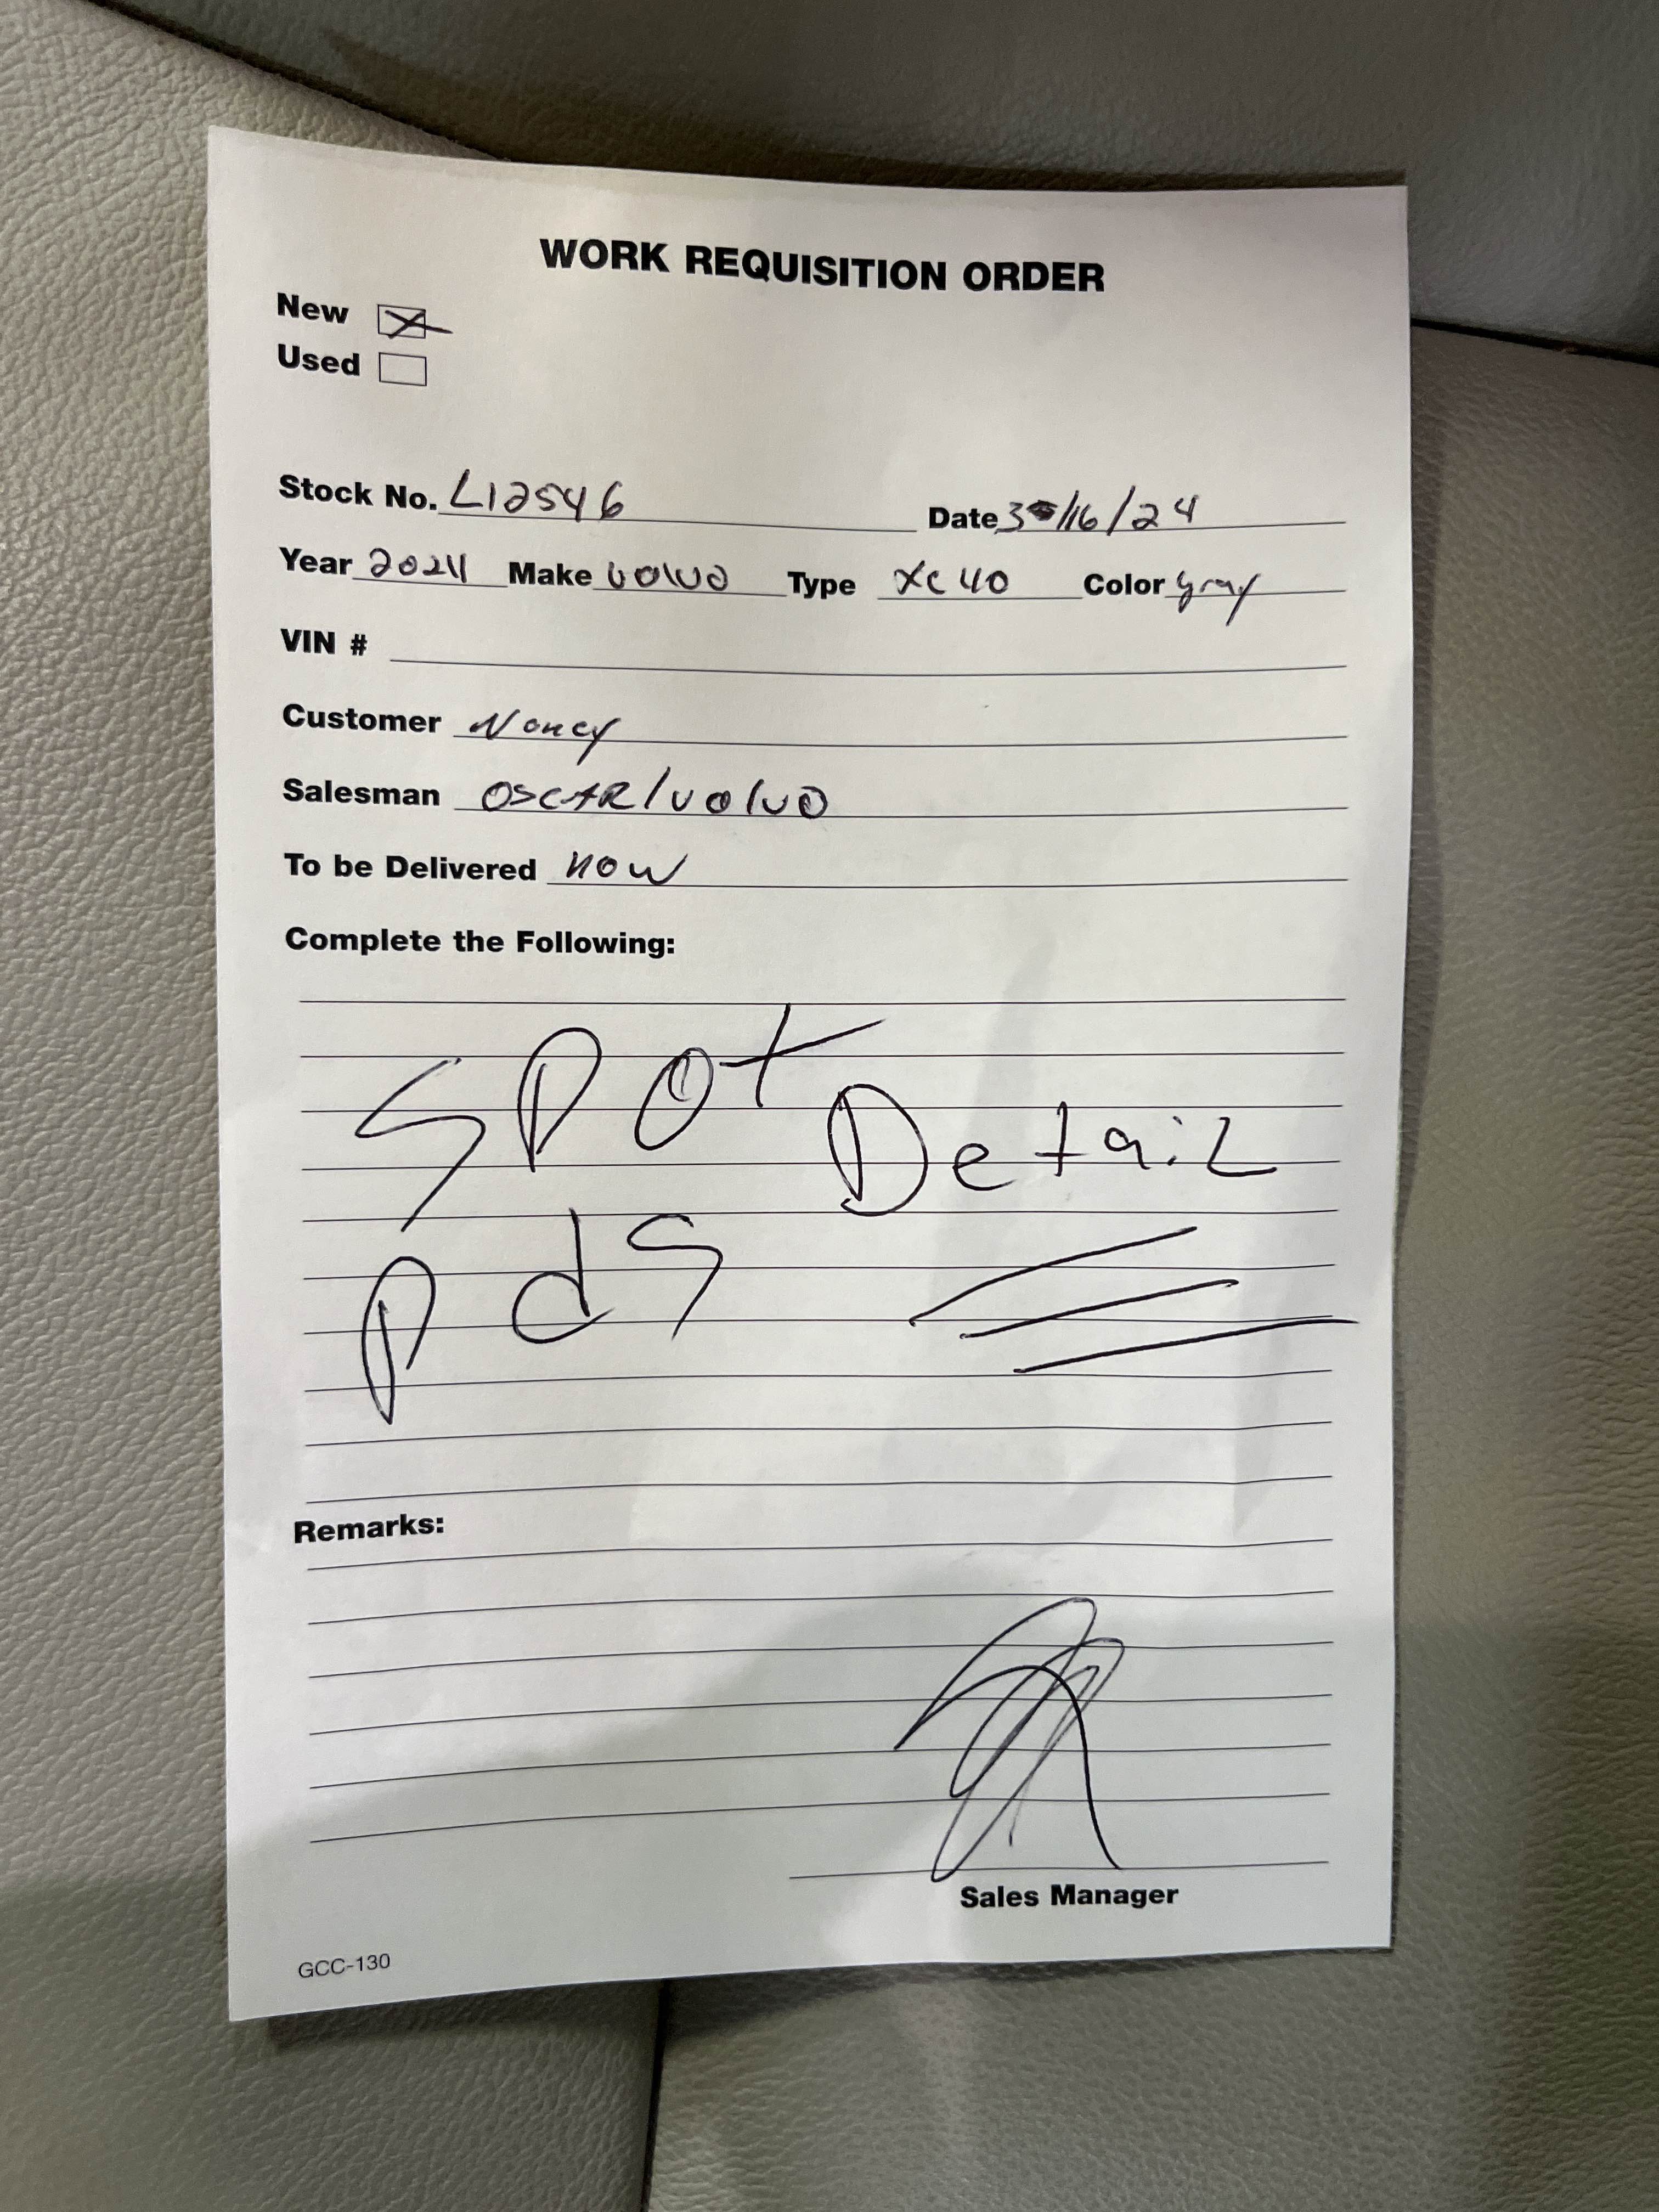 WORK REQUISITION ORDER
New
Used
Stock No. L12546 Date 3/16/24
Year 2024 Make Volvo Type XC40 Color Gray
VIN #
Customer Nancy
Salesman OSCAR/VOLVO
To be Delivered now
Complete the Following:
SPOt Detail
Pds
Remarks:
Sales Manager
GCC-130